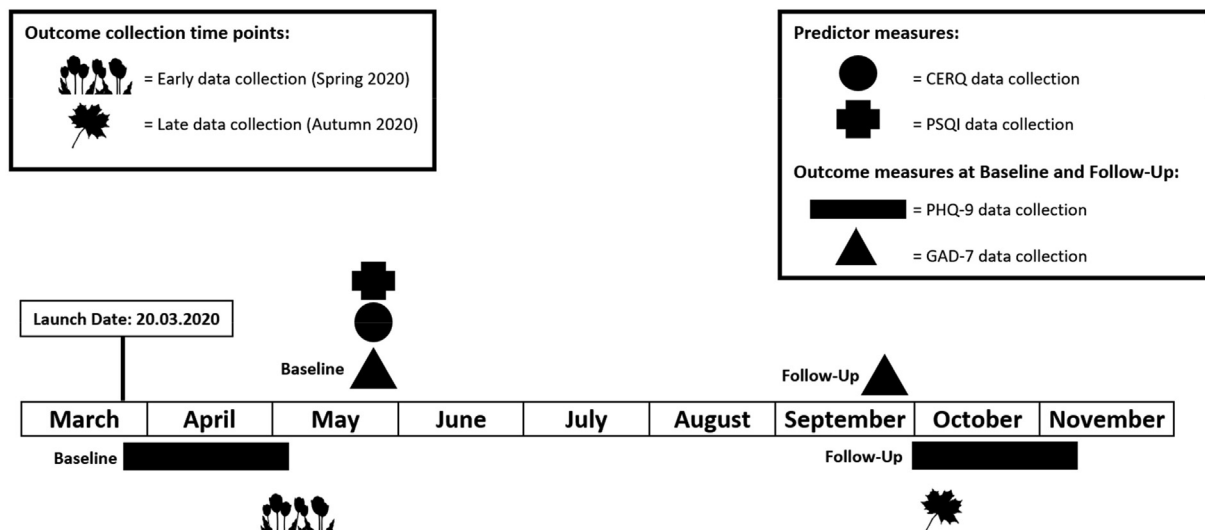 Outcome collection time points:
= Early data collection (Spring 2020)
= Late data collection (Autumn 2020)
Predictor measures:
= CERQ data collection
= PSQI data collection
Outcome measures at Baseline and Follow-Up:
= PHQ-9 data collection
= GAD-7 data collection
Launch Date: 20.03.2020
Baseline
Follow-Up
March April May June July August September October November
Baseline
Follow-Up